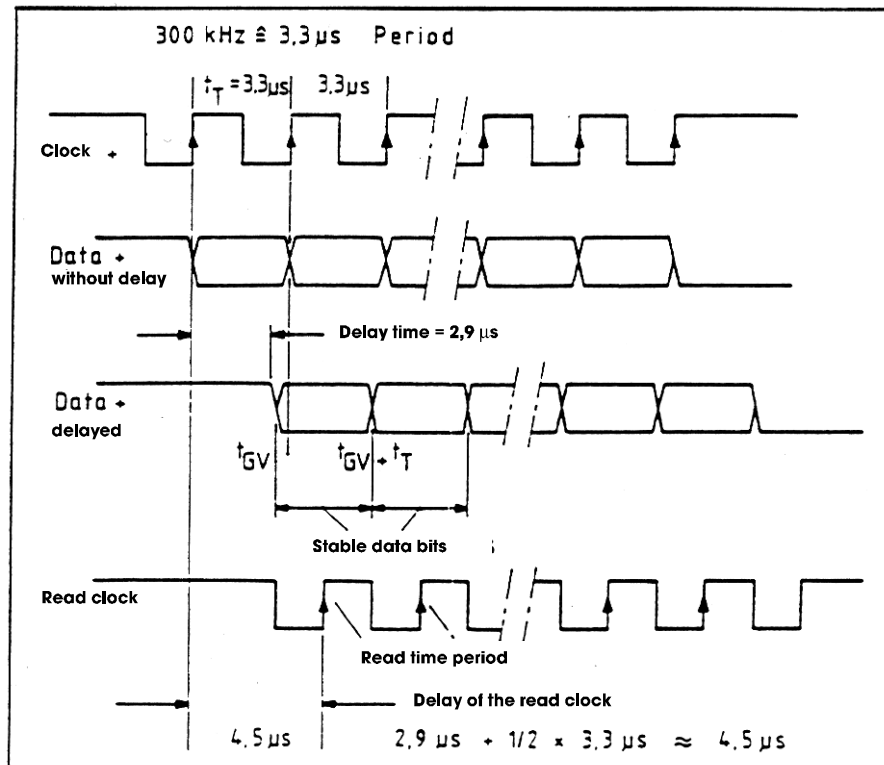 300 kHz ≙ 3,3 µs Period
tT = 3.3µs 3.3µs
Clock +
Data +
without delay
Delay time = 2,9 µs
Data +
delayed
tGV tGV + tT
Stable data bits
Read clock
Read time period
Delay of the read clock
4.5 µs 2,9 µs + 1/2 × 3,3 µs ≈ 4,5 µs